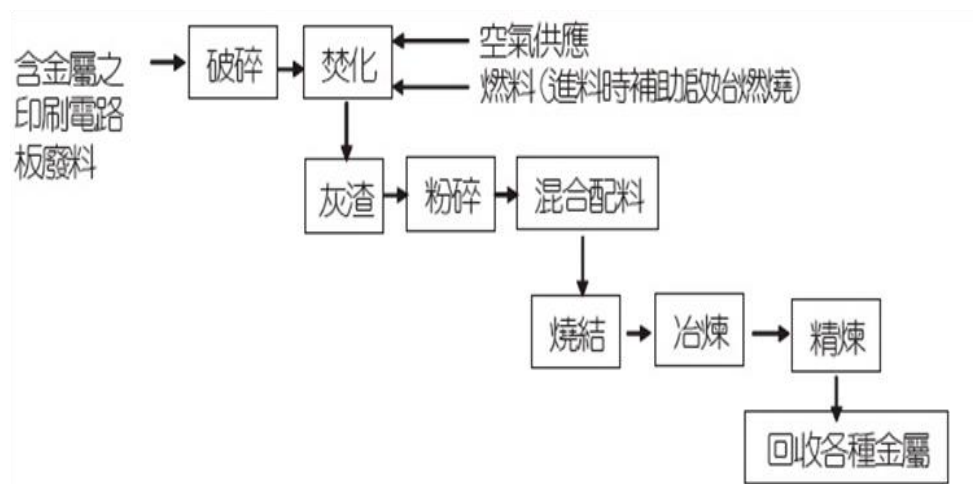 含金屬之
印刷電路
板廢料
破碎
焚化
空氣供應
燃料(進料時補助啟始燃燒)
灰渣
粉碎
混合配料
燒結
冶煉
精煉
回收各種金屬